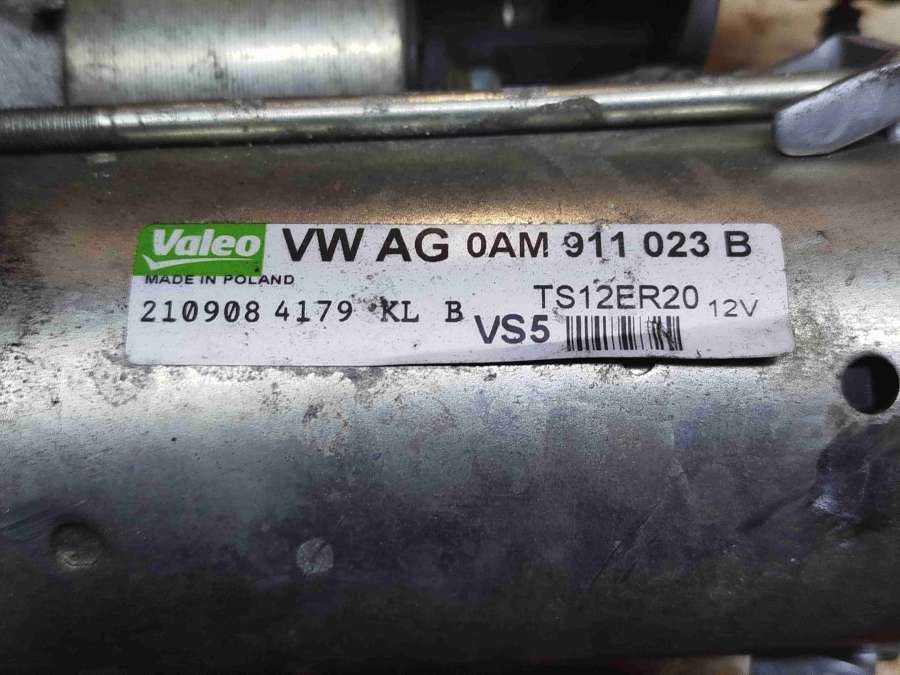 Valeo VW AG 0AM 911 023 B
MADE IN POLAND
210908 4179 KL B TS12ER20 12V
VS5